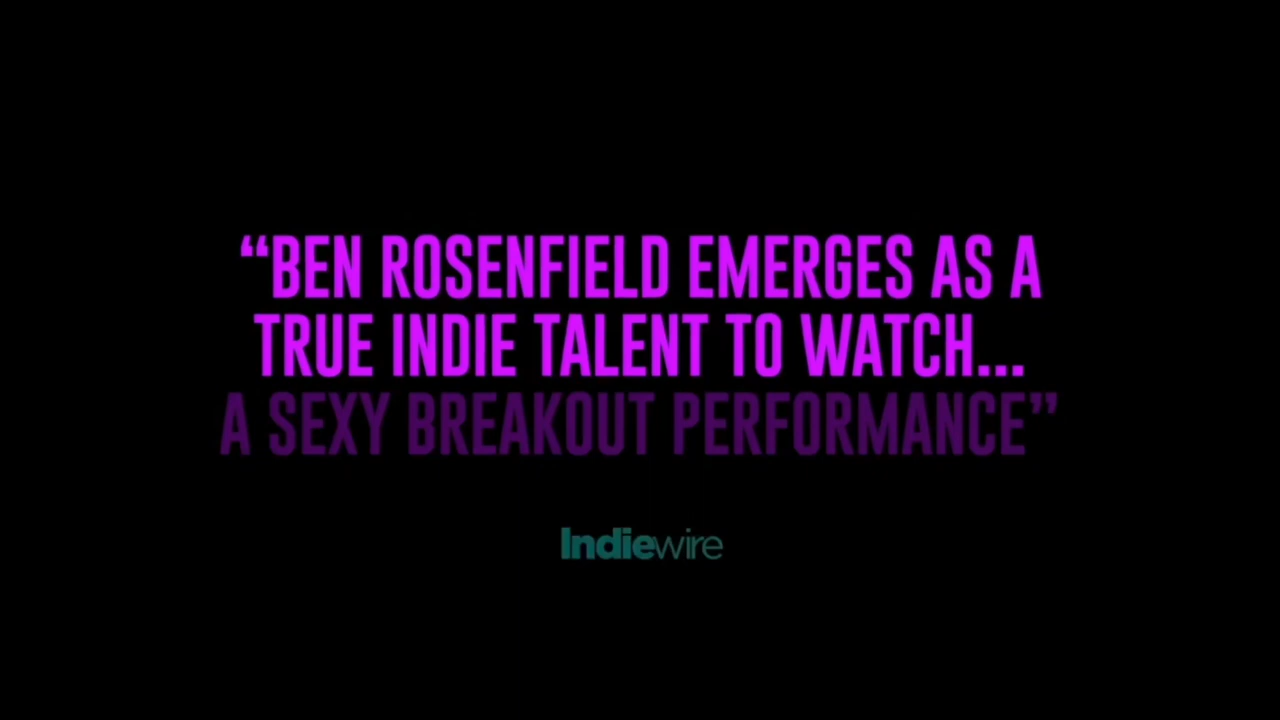 “BEN ROSENFIELD EMERGES AS A
TRUE INDIE TALENT TO WATCH...
A SEXY BREAKOUT PERFORMANCE”
Indiewire